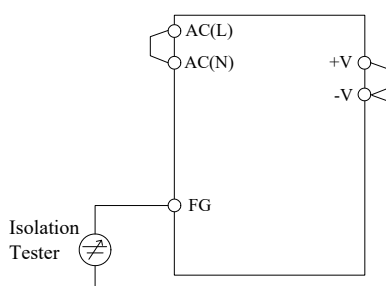 AC(L)
AC(N)
+V
-V
FG
Isolation
Tester